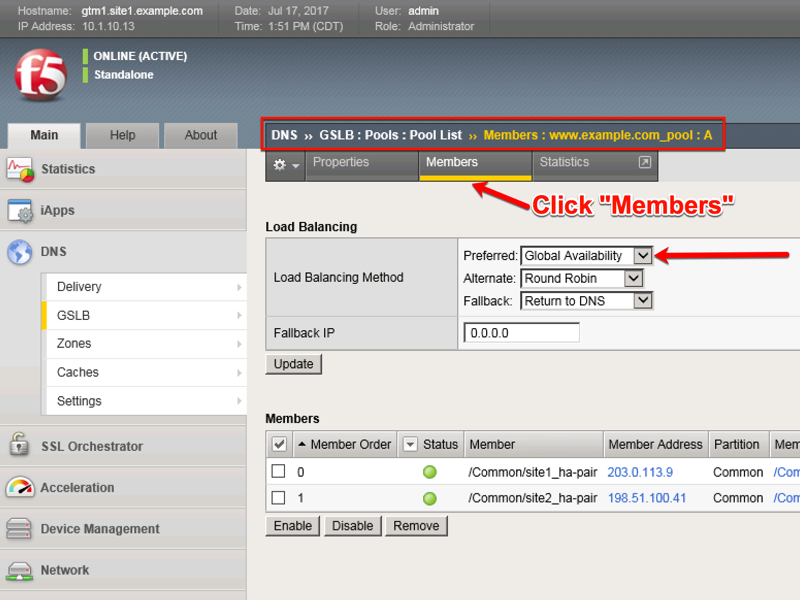 Hostname: gtm1.site1.example.com Date: Jul 17, 2017 User: admin
IP Address: 10.1.10.13 Time: 1:51 PM (CDT) Role: Administrator
f5
ONLINE (ACTIVE)
Standalone
Main Help About
DNS ›› GSLB : Pools : Pool List ›› Members : www.example.com_pool : A
Properties Members Statistics
Click "Members"
Statistics
iApps
DNS
Delivery
GSLB
Zones
Caches
Settings
SSL Orchestrator
Acceleration
Device Management
Network
Load Balancing
Load Balancing Method
Preferred: Global Availability
Alternate: Round Robin
Fallback: Return to DNS
Fallback IP 0.0.0.0
Update
Members
Member Order Status Member Member Address Partition Mem
0 /Common/site1_ha-pair 203.0.113.9 Common /Com
1 /Common/site2_ha-pair 198.51.100.41 Common /Com
Enable Disable Remove